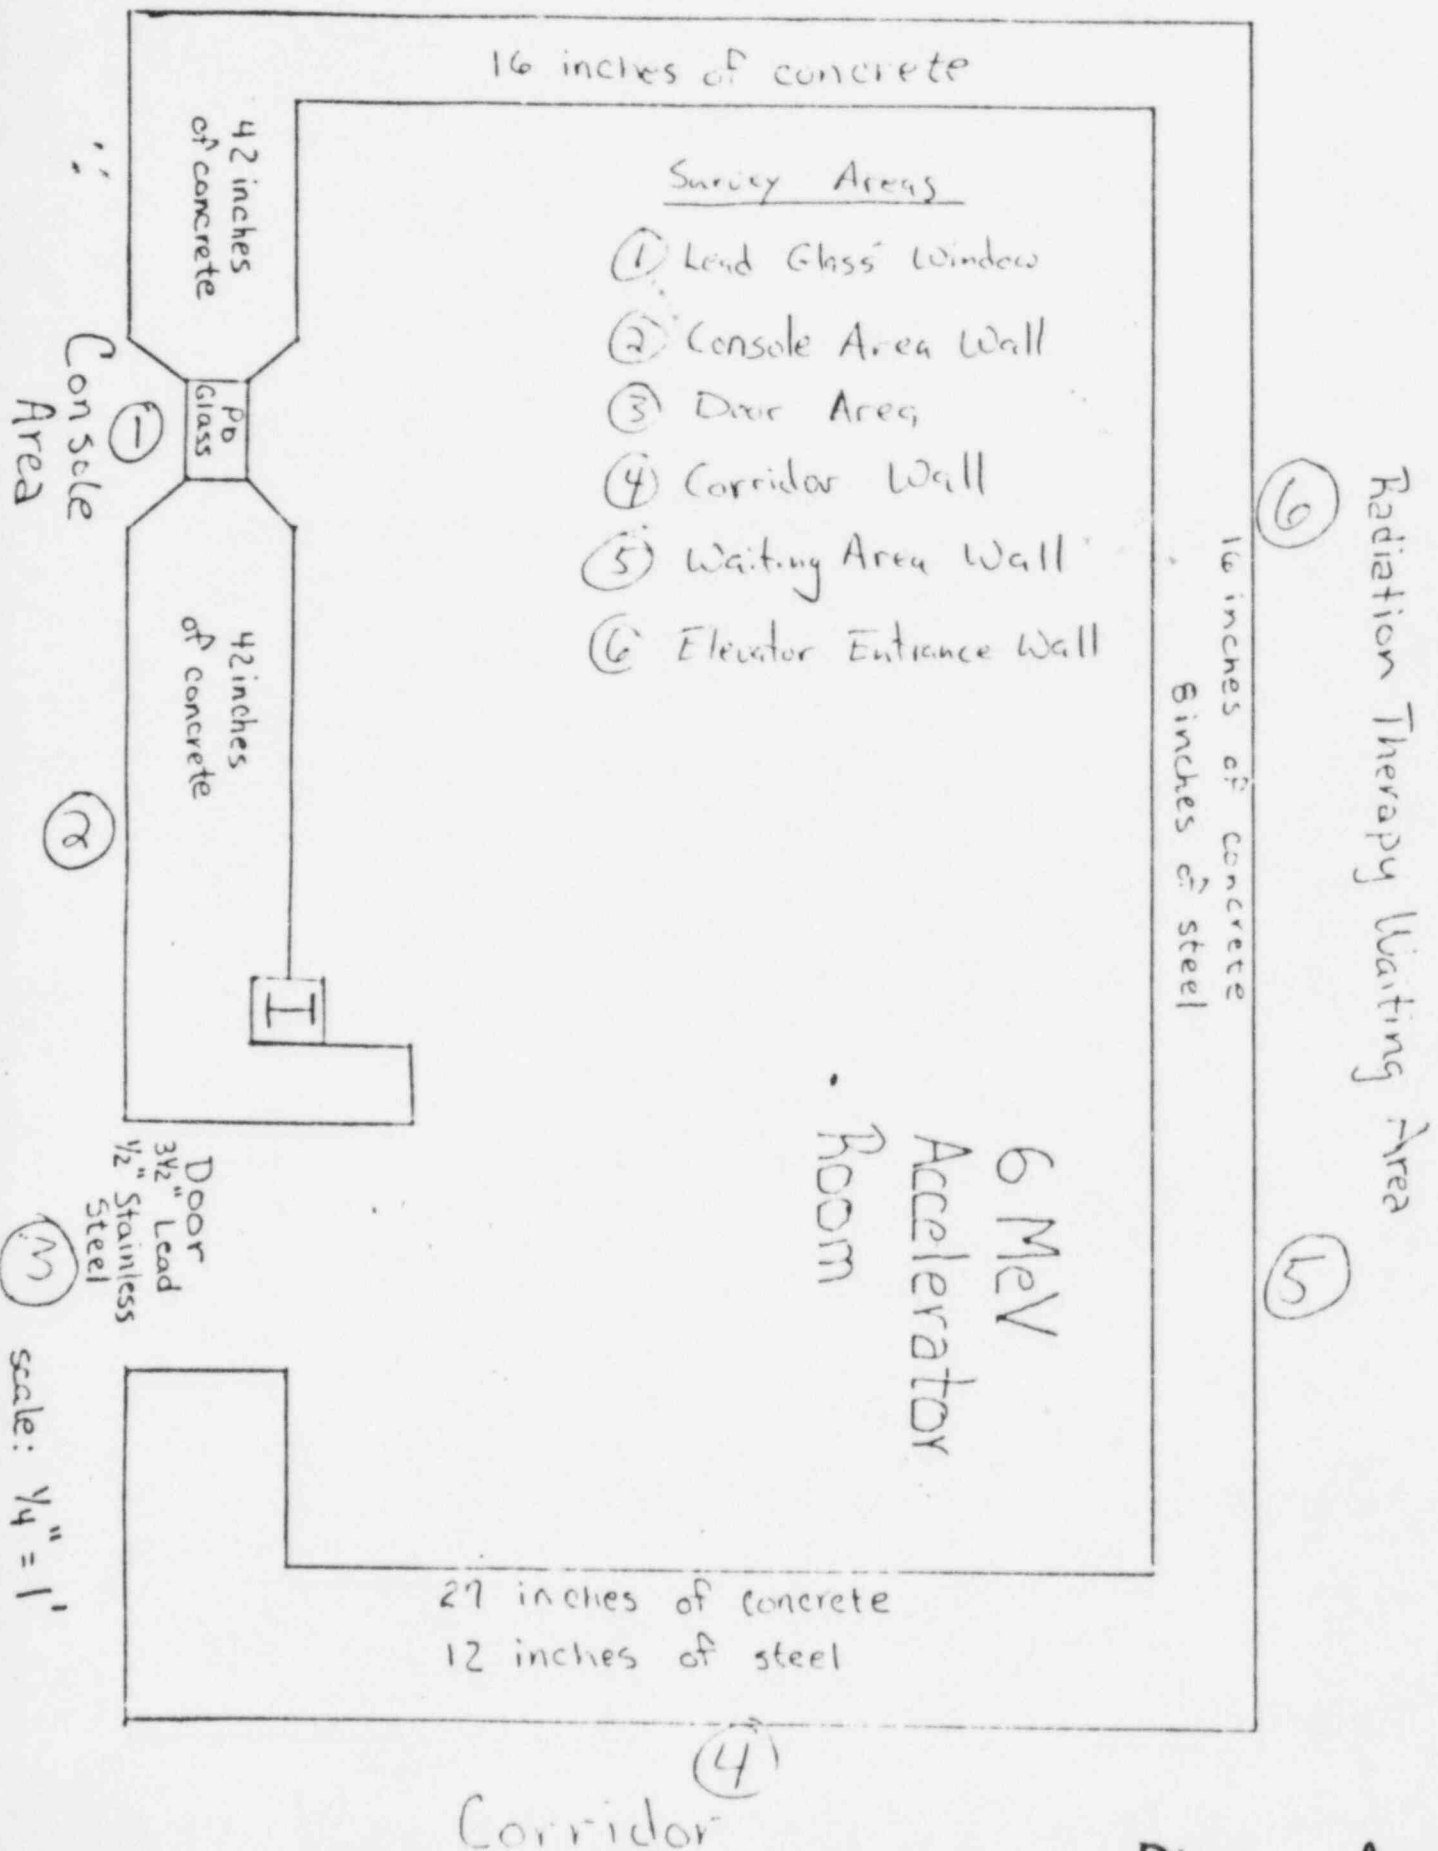 16 inches of concrete
42 inches
of concrete
Survey Areas
1 Lead Glass Window
2 Console Area Wall
3 Door Area
4 Corridor Wall
5 Waiting Area Wall
6 Elevator Entrance Wall
Console
Area
1
Pb
Glass
42 inches
of concrete
2
I
6
Radiation Therapy Waiting Area
16 inches of concrete
8 inches of steel
5
6 MeV
Accelerator
Room
Door
3½" Lead
½" Stainless
Steel
3
scale: ¼" = 1'
27 inches of concrete
12 inches of steel
4
Corridor